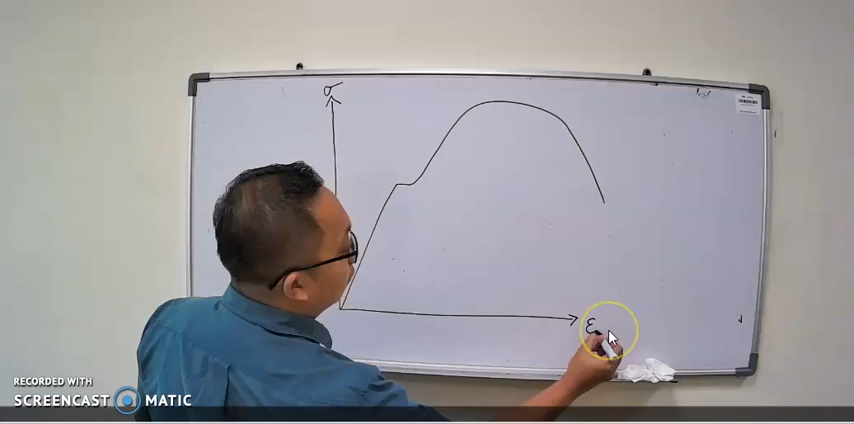 σ
ε
RECORDED WITH
SCREENCAST MATIC